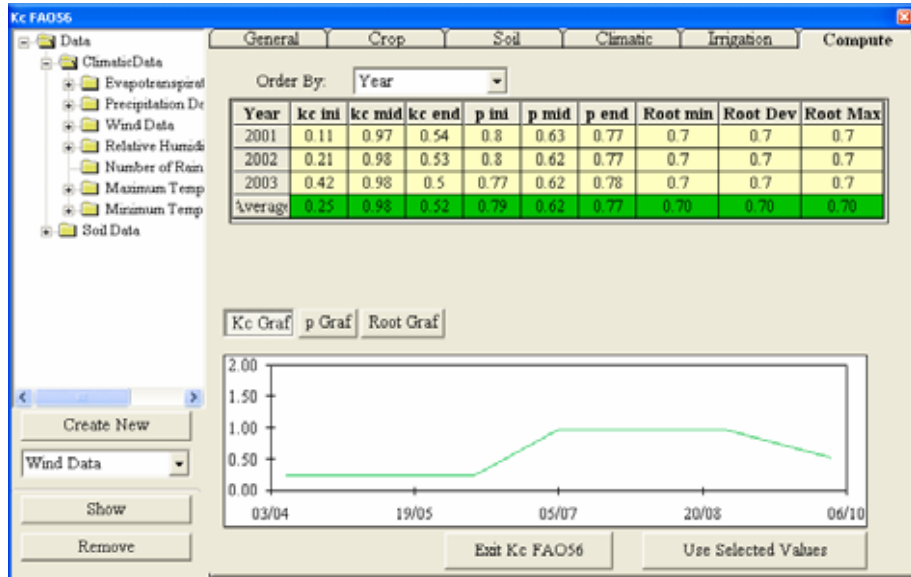 Kc FAO56
Data
ClimaticData
Evapotranspirat
Precipitation De
Wind Data
Relative Humidi
Number of Rain
Maximum Temp
Minimum Temp
Soil Data
Create New
Wind Data
Show
Remove
General Crop Soil Climatic Irrigation Compute
Order By: Year
Year kc ini kc mid kc end p ini p mid p end Root min Root Dev Root Max
2001 0.11 0.97 0.54 0.8 0.63 0.77 0.7 0.7 0.7
2002 0.21 0.98 0.53 0.8 0.62 0.77 0.7 0.7 0.7
2003 0.42 0.98 0.5 0.77 0.62 0.78 0.7 0.7 0.7
Average 0.25 0.98 0.52 0.79 0.62 0.77 0.70 0.70 0.70
Kc Graf p Graf Root Graf
2.00
1.50
1.00
0.50
0.00
03/04 19/05 05/07 20/08 06/10
Exit Kc FAO56 Use Selected Values